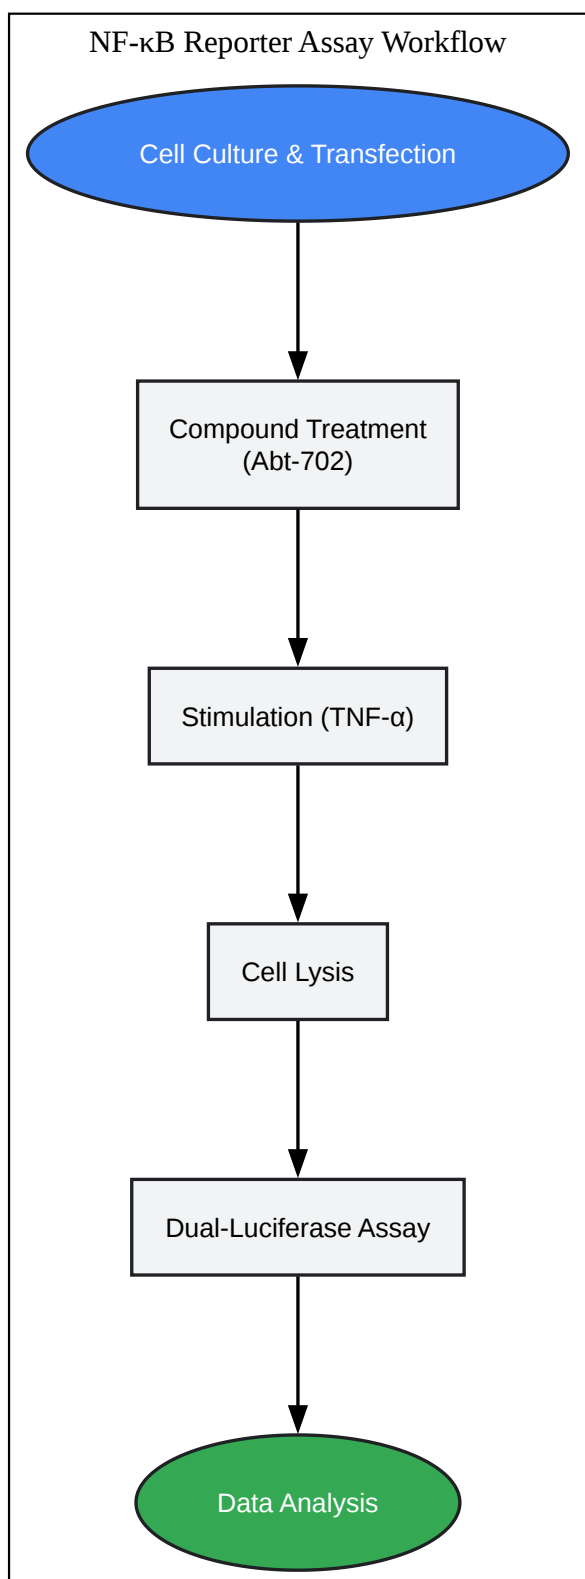 NF-κB Reporter Assay Workflow
Cell Culture & Transfection
Compound Treatment
(Abt-702)
Stimulation (TNF-α)
Cell Lysis
Dual-Luciferase Assay
Data Analysis